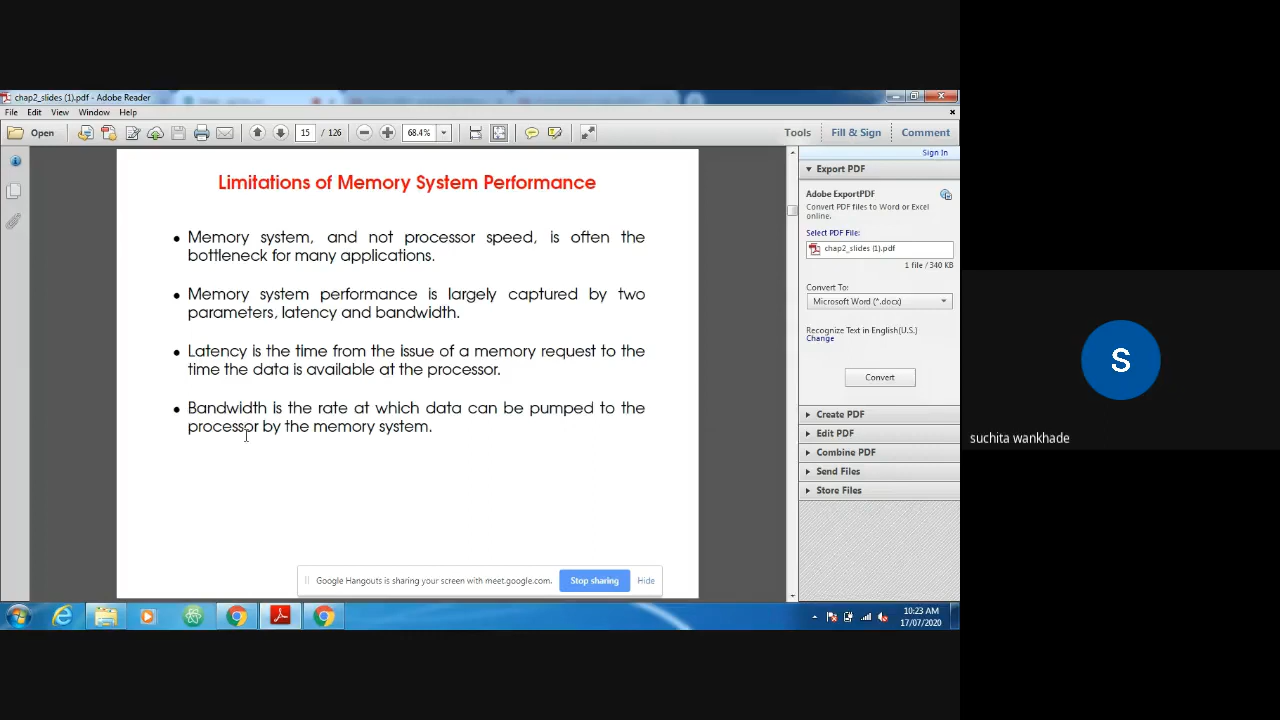 chap2_slides (1).pdf - Adobe Reader
File Edit View Window Help
Open 15 / 126 68.4% Tools Fill & Sign Comment
Sign In
Limitations of Memory System Performance
• Memory system, and not processor speed, is often the
bottleneck for many applications.
• Memory system performance is largely captured by two
parameters, latency and bandwidth.
• Latency is the time from the issue of a memory request to the
time the data is available at the processor.
• Bandwidth is the rate at which data can be pumped to the
processor by the memory system.
Export PDF
Adobe ExportPDF
Convert PDF files to Word or Excel
online.
Select PDF File:
chap2_slides (1).pdf
1 file / 340 KB
Convert To:
Microsoft Word (*.docx)
Recognize Text in English(U.S.)
Change
Convert
Create PDF
Edit PDF
Combine PDF
Send Files
Store Files
Google Hangouts is sharing your screen with meet.google.com.
Stop sharing
Hide
10:23 AM
17/07/2020
S
suchita wankhade